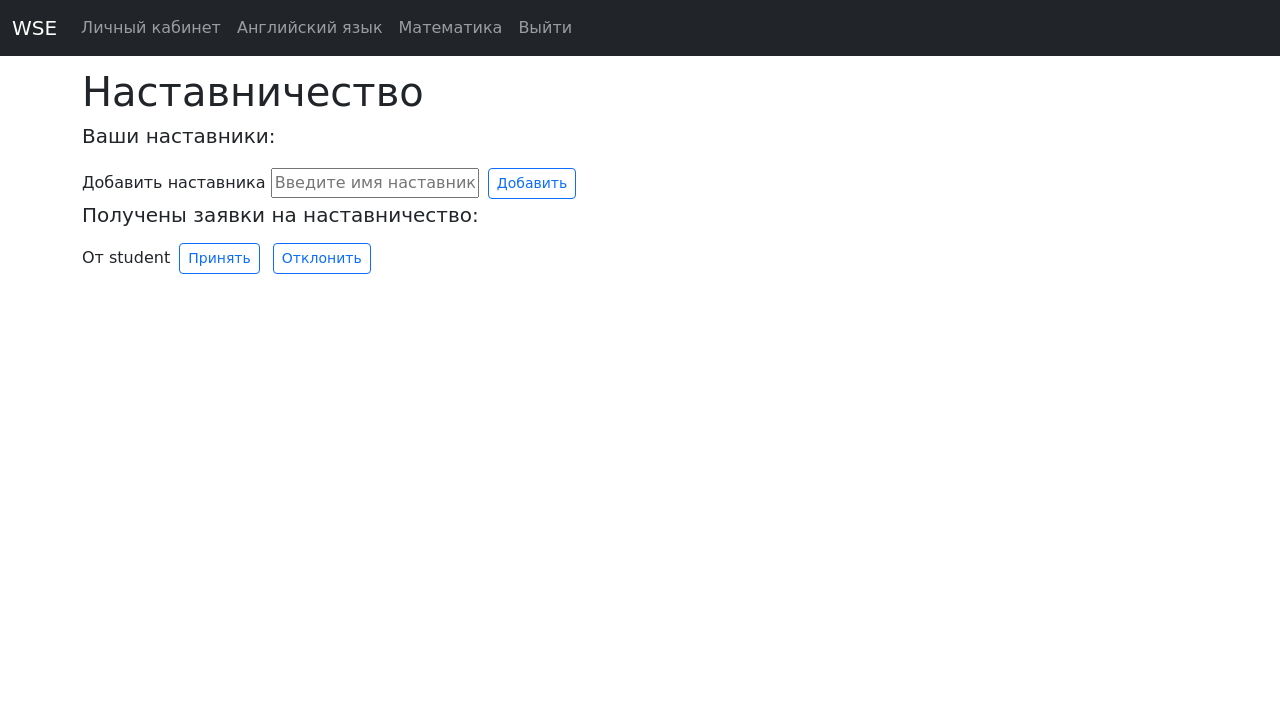 WSE Личный кабинет Английский язык Математика Выйти
Наставничество
Ваши наставники:
Добавить наставника Введите имя наставник Добавить
Получены заявки на наставничество:
От student Принять Отклонить